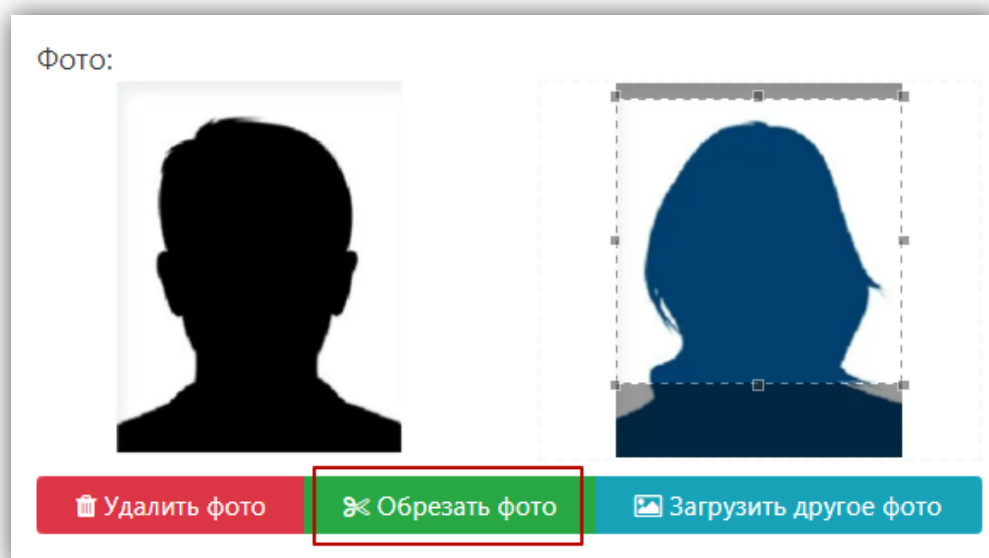 Фото:
Удалить фото
Обрезать фото
Загрузить другое фото